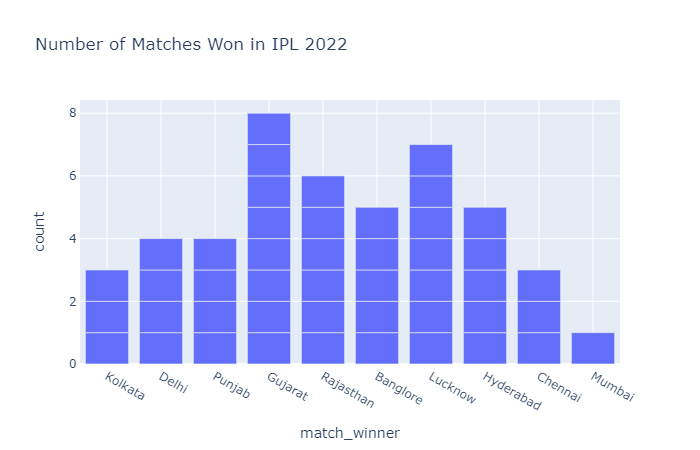 Number of Matches Won in IPL 2022
8
6
4
2
0
count
Kolkata
Delhi
Punjab
Gujarat
Rajasthan
Banglore
Lucknow
Hyderabad
Chennai
Mumbai
match_winner